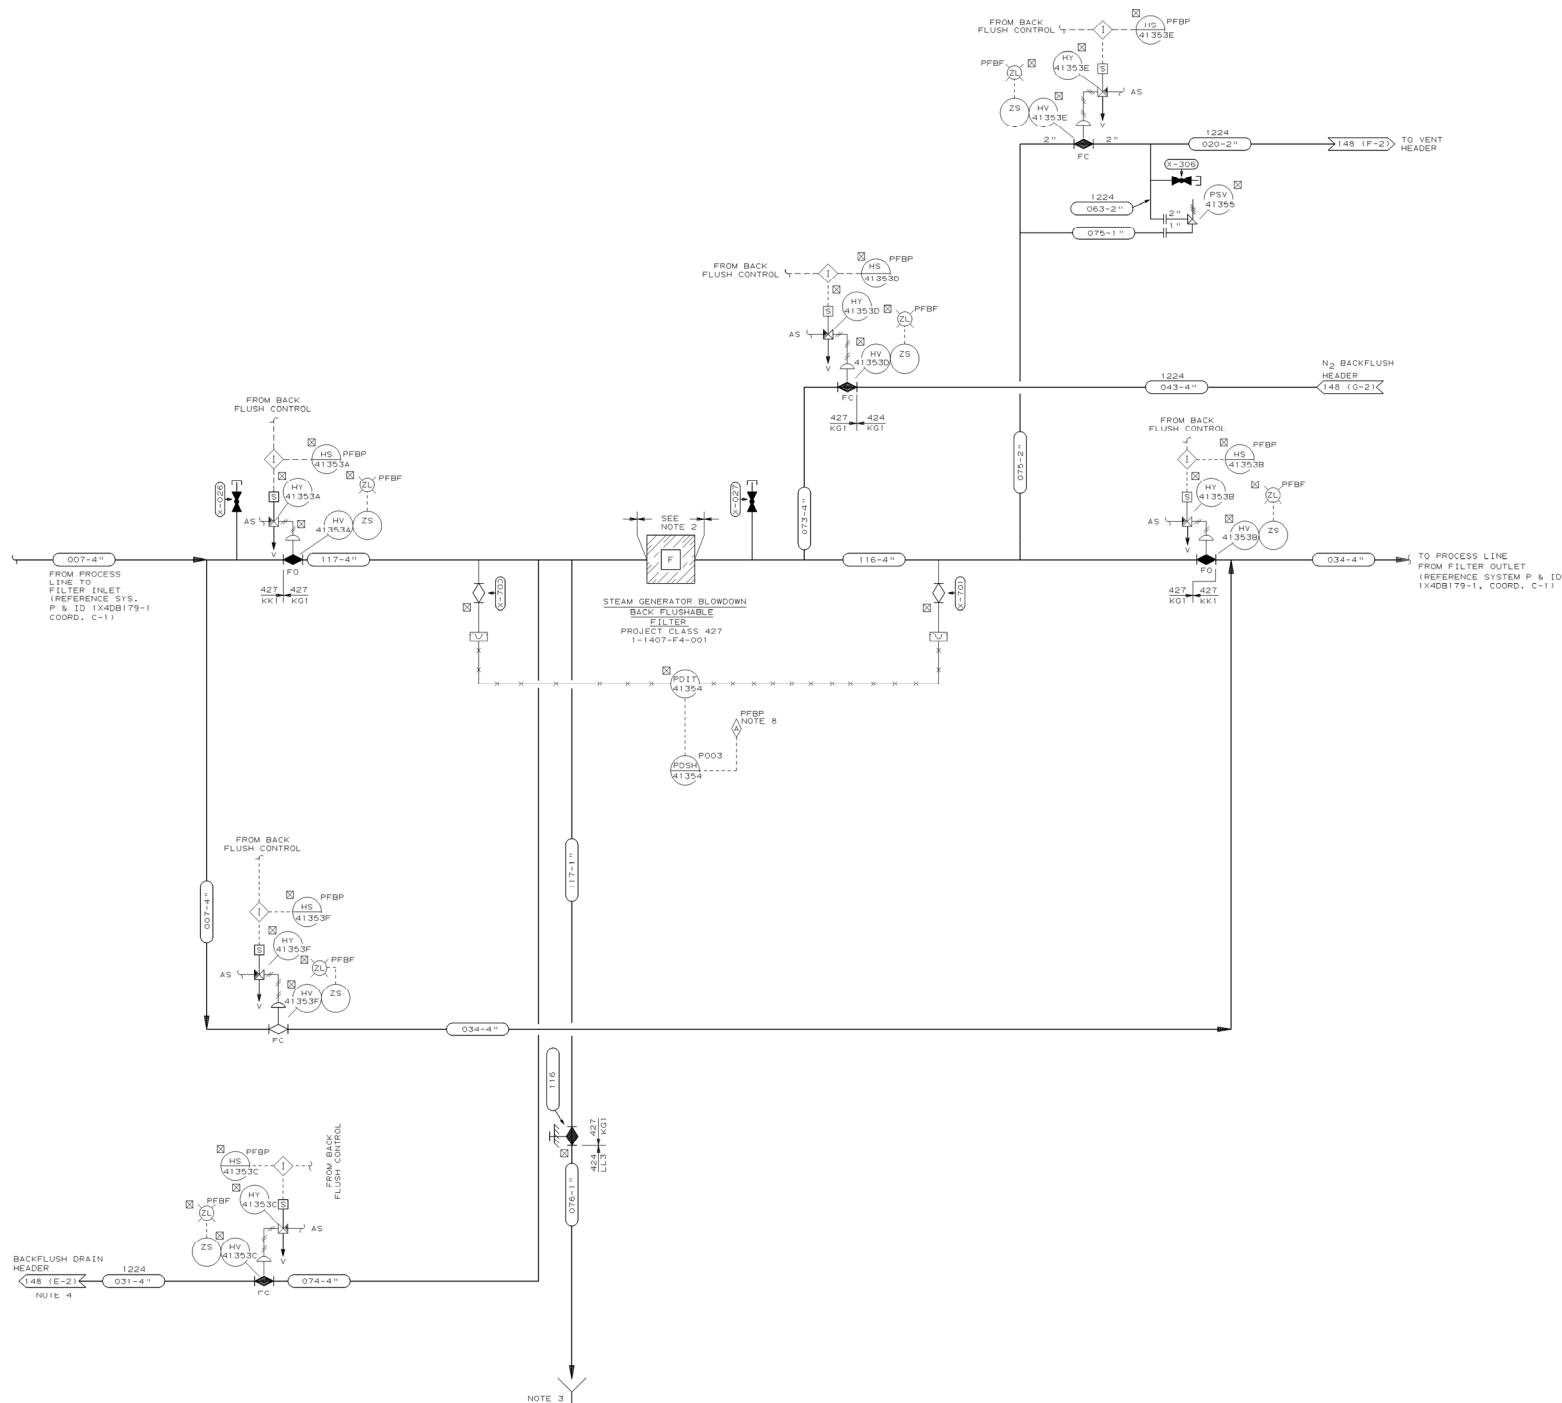 FROM BACK
FLUSH CONTROL
I
HS
41353E
PFBP
HY
41353E
S
PFBF
ZL
AS
ZS
HV
41353E
V
2"
2"
FC
1224
020-2"
148 (F-2)
TO VENT
HEADER
X-306
1224
063-2"
PSV
41355
2"
1"
075-1"
FROM BACK
FLUSH CONTROL
I
HS
41353D
PFBP
HY
41353D
S
PFBF
ZL
AS
V
HV
41353D
ZS
FC
427
KG1
424
KG1
1224
043-4"
N2 BACKFLUSH
HEADER
148 (G-2)
075-2"
073-4"
FROM BACK
FLUSH CONTROL
I
HS
41353A
PFBP
HY
41353A
S
PFBF
ZL
AS
V
HV
41353A
ZS
X-026
FO
427
KK1
427
KG1
007-4"
FROM PROCESS
LINE TO
FILTER INLET
(REFERENCE SYS.
P & ID 1X4DB179-1
COORD. C-1)
117-4"
SEE
NOTE 2
F
STEAM GENERATOR BLOWDOWN
BACK FLUSHABLE
FILTER
PROJECT CLASS 427
1-1407-F4-001
X-027
116-4"
X-702
X-701
FROM BACK
FLUSH CONTROL
I
HS
41353B
PFBP
HY
41353B
S
PFBF
ZL
AS
V
HV
41353B
ZS
FO
427
KG1
427
KK1
034-4"
TO PROCESS LINE
FROM FILTER OUTLET
(REFERENCE SYSTEM P & ID
1X4DB179-1, COORD. C-1)
PDIT
41354
PFBP
NOTE 8
A
PDSH
41354
P003
117-1"
007-4"
FROM BACK
FLUSH CONTROL
I
HS
41353F
PFBP
HY
41353F
S
PFBF
ZL
AS
V
HV
41353F
ZS
FC
034-4"
116
427
KG1
424
LL3
076-1"
FROM BACK
FLUSH CONTROL
I
HS
41353C
PFBP
HY
41353C
S
PFBF
ZL
AS
V
ZS
HV
41353C
FC
BACKFLUSH DRAIN
HEADER
148 (E-2)
NOTE 4
1224
031-4"
074-4"
NOTE 3